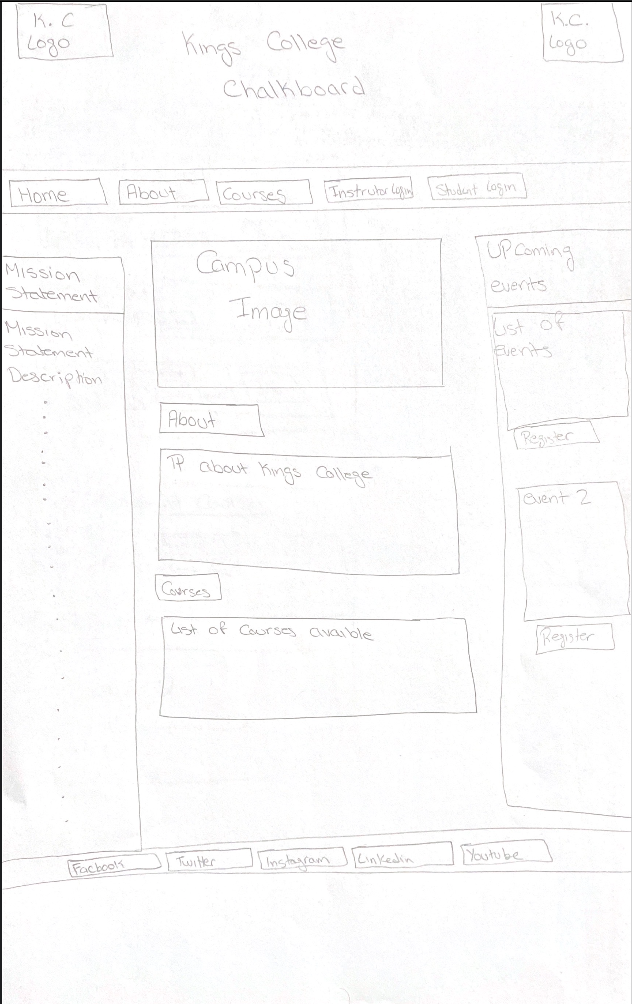 K. C
Logo
Kings College
Chalkboard
K.C.
Logo
Home
About
Courses
Instrutor Login
Student Login
Mission
Statement
Mission
Statement
Description
Campus
Image
About
TP about Kings College
Courses
List of Courses avaible
UPComing
events
List of
events
Register
event 2
Register
Facbook
Twitter
Instagram
Linkedin
Youtube